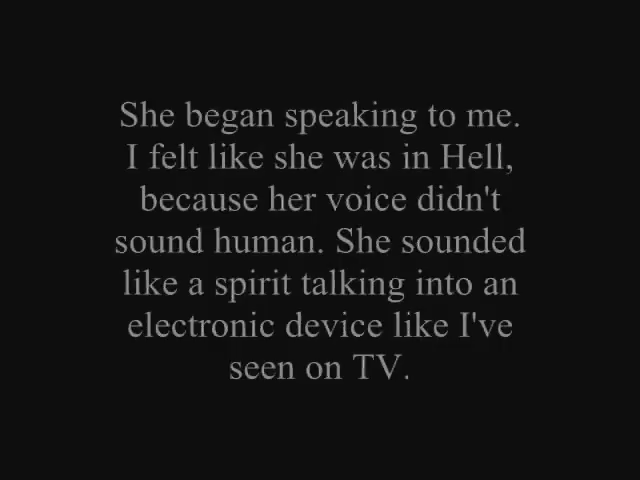 She began speaking to me.
I felt like she was in Hell,
because her voice didn't
sound human. She sounded
like a spirit talking into an
electronic device like I've
seen on TV.